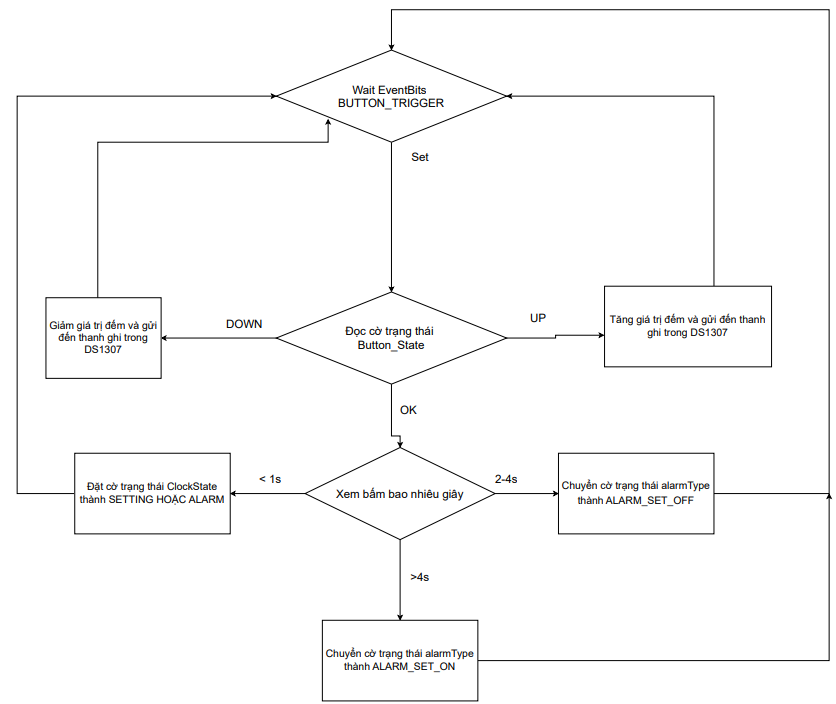 Wait EventBits
BUTTON_TRIGGER
Set
Giảm giá trị đếm và gửi
đến thanh ghi trong
DS1307
DOWN
Đọc cờ trạng thái
Button_State
UP
Tăng giá trị đếm và gửi đến thanh
ghi trong DS1307
OK
Đặt cờ trạng thái ClockState
thành SETTING HOẶC ALARM
< 1s
Xem bấm bao nhiêu giây
2-4s
Chuyển cờ trạng thái alarmType
thành ALARM_SET_OFF
>4s
Chuyển cờ trạng thái alarmType
thành ALARM_SET_ON